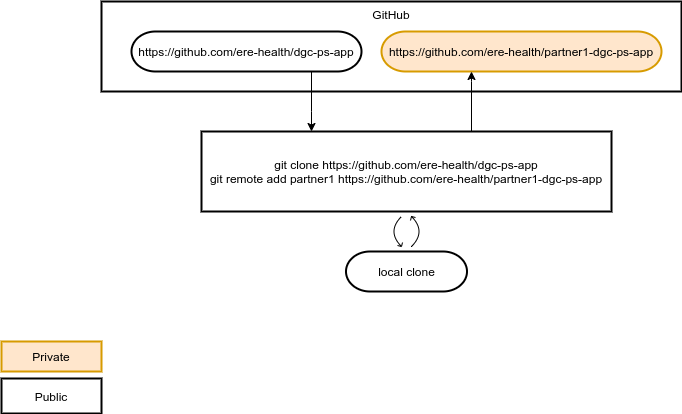 GitHub
https://github.com/ere-health/dgc-ps-app
https://github.com/ere-health/partner1-dgc-ps-app
git clone https://github.com/ere-health/dgc-ps-app
git remote add partner1 https://github.com/ere-health/partner1-dgc-ps-app
local clone
Private
Public